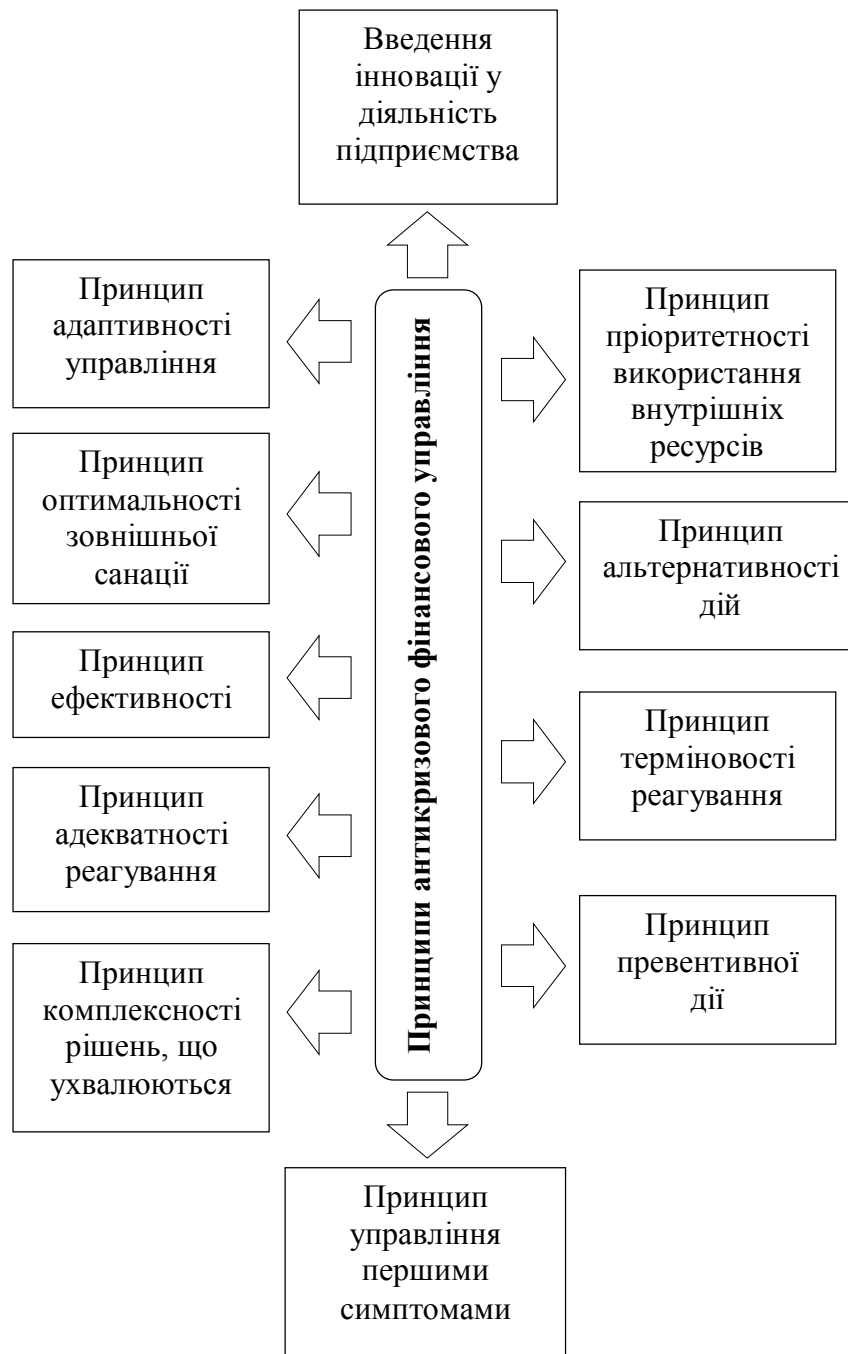 Введення
інновації у
діяльність
підприємства
Принцип
адаптивності
управління
Принцип
оптимальності
зовнішньої
санації
Принцип
ефективності
Принцип
адекватності
реагування
Принцип
комплексності
рішень, що
ухвалюються
Принципи антикризового фінансового управління
Принцип
пріоритетності
використання
внутрішніх
ресурсів
Принцип
альтернативності
дій
Принцип
терміновості
реагування
Принцип
превентивної
дії
Принцип
управління
першими
симптомами